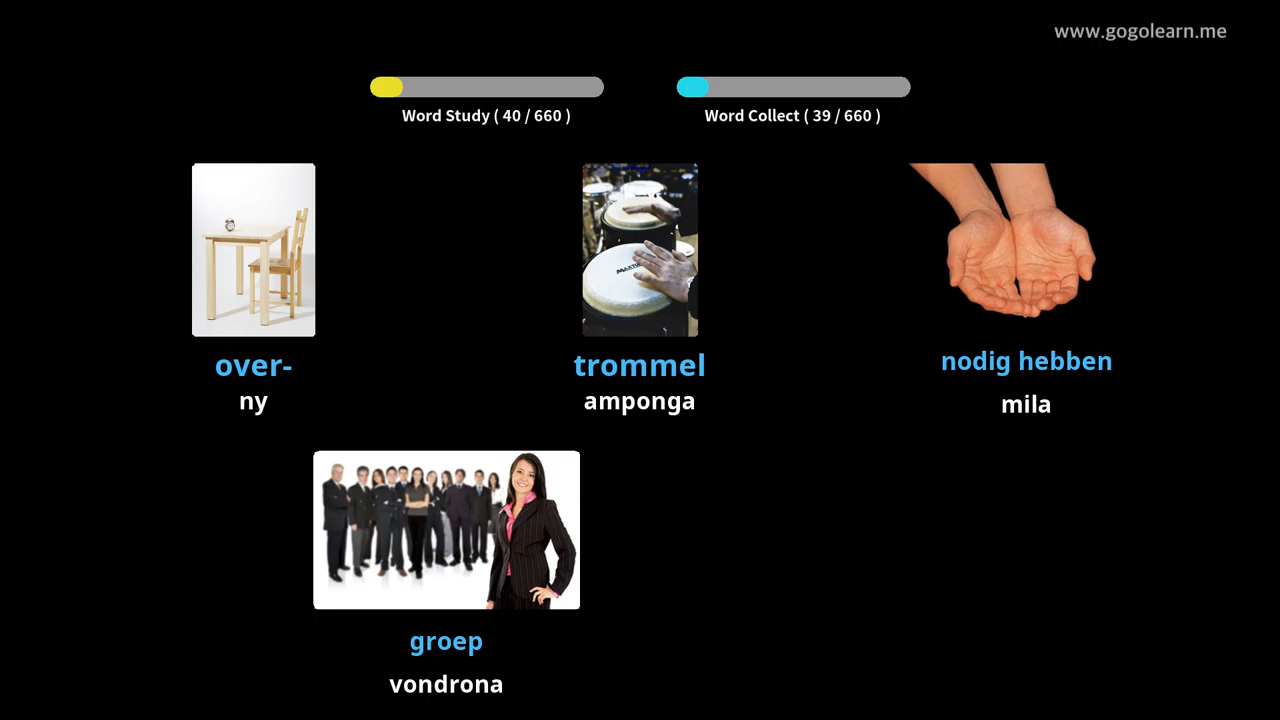 www.gogolearn.me
Word Study ( 40 / 660 )
Word Collect ( 39 / 660 )
over-
ny
trommel
amponga
nodig hebben
mila
groep
vondrona